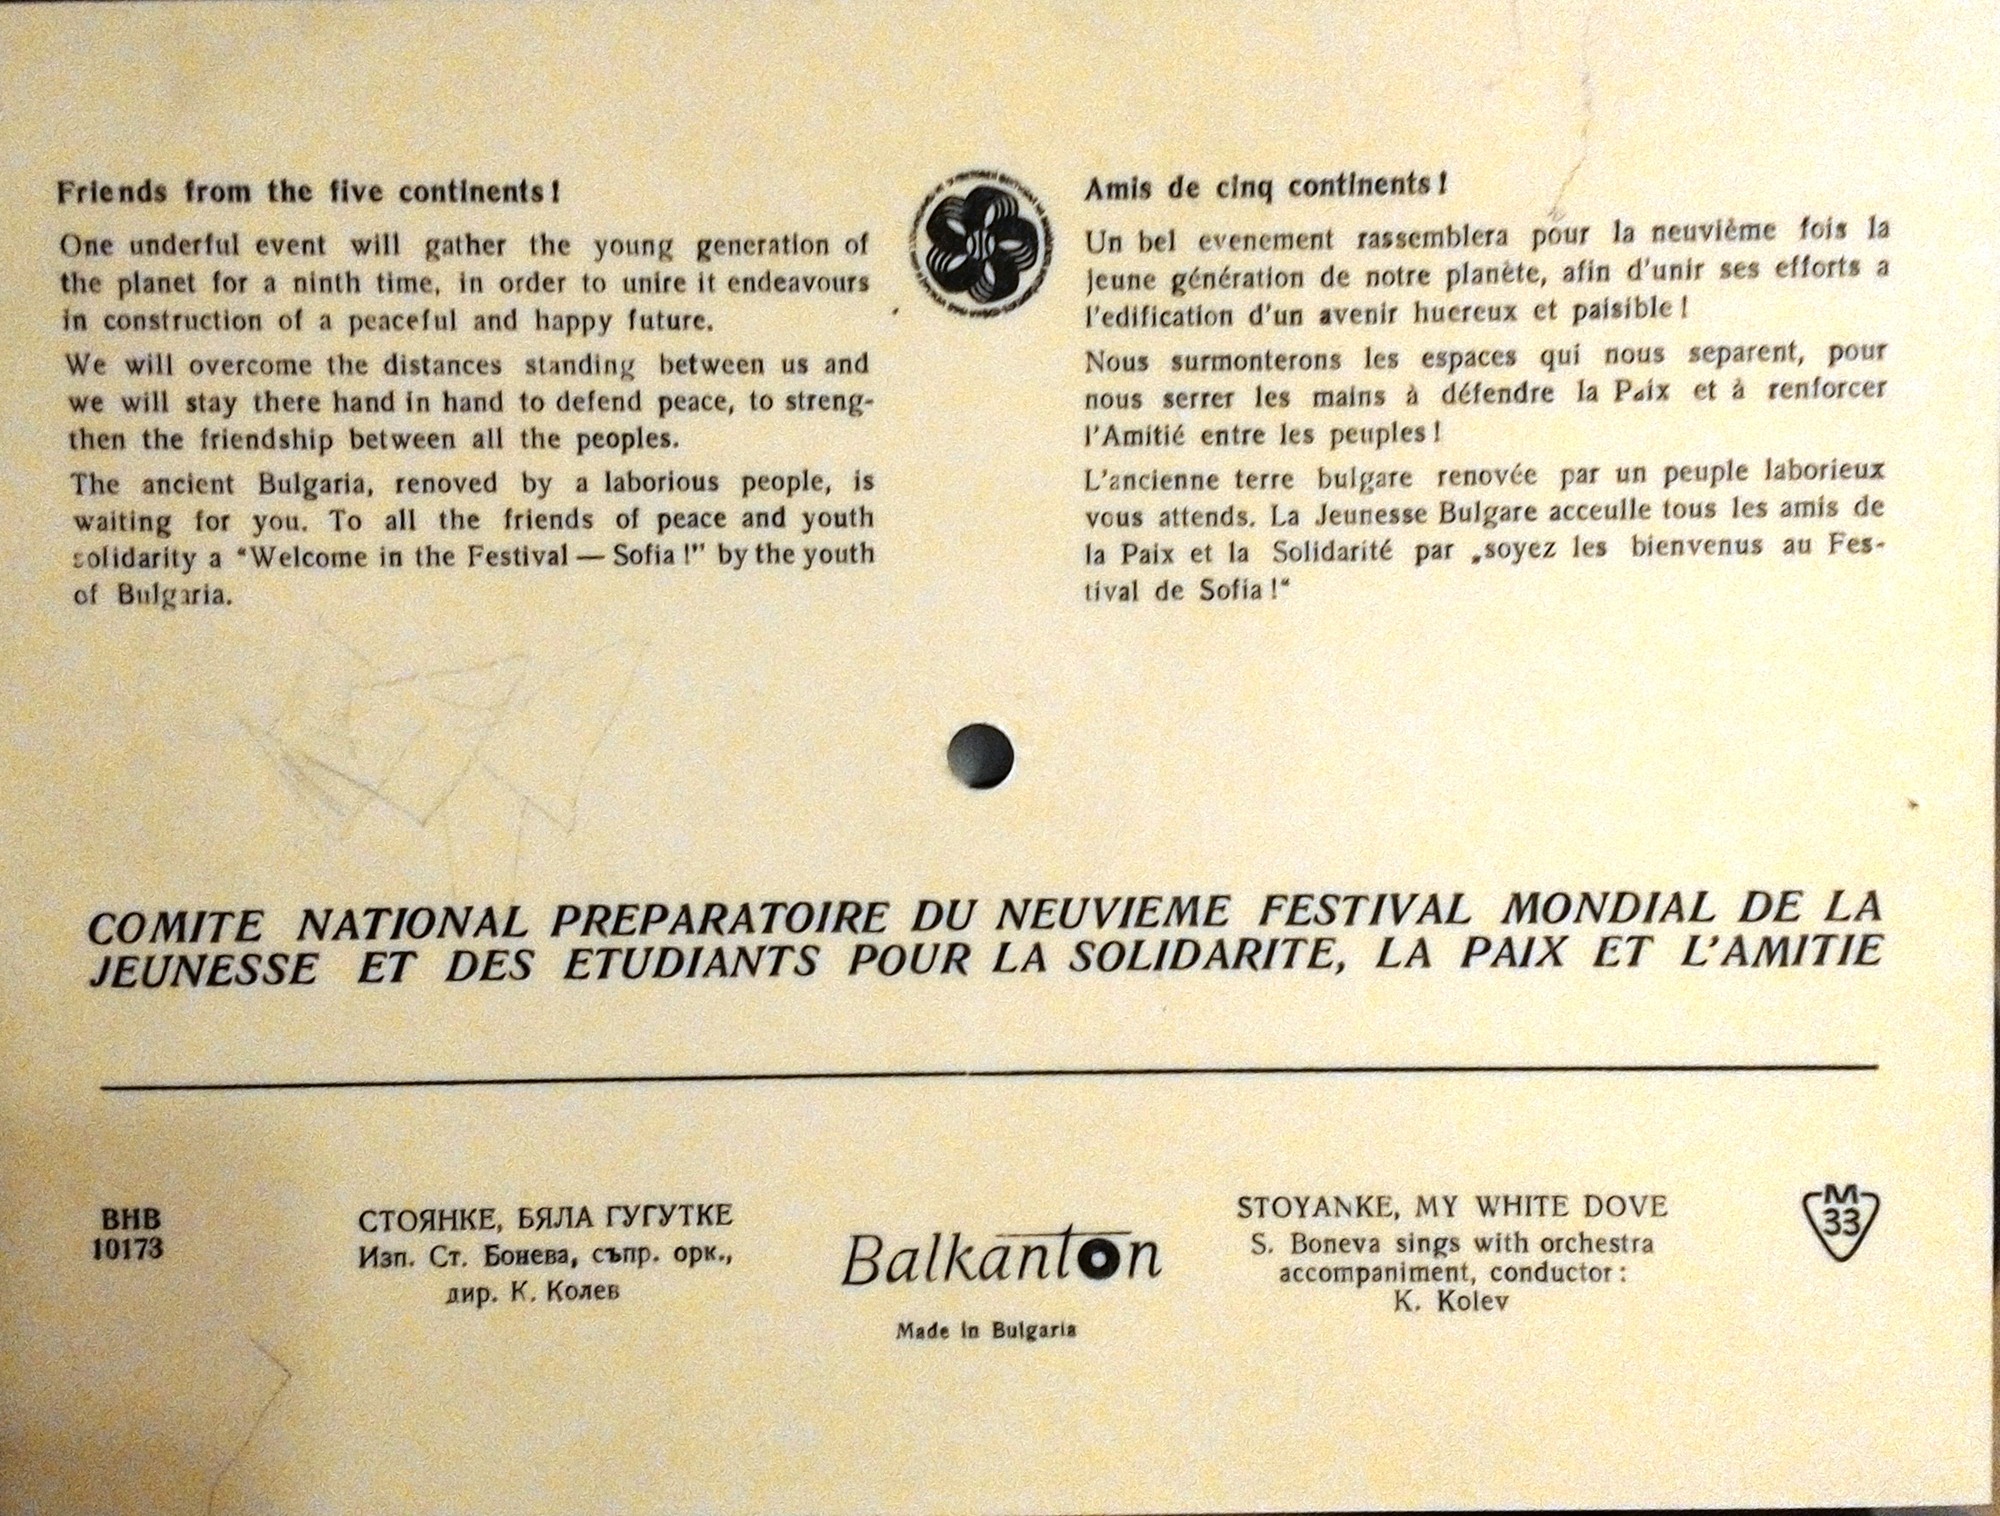 Friends from the five continents!
One underful event will gather the young generation of
the planet for a ninth time, in order to unire it endeavours
in construction of a peaceful and happy future.
We will overcome the distances standing between us and
we will stay there hand in hand to defend peace, to streng-
then the friendship between all the peoples.
The ancient Bulgaria, renoved by a laborious people, is
waiting for you. To all the friends of peace and youth
solidarity a “Welcome in the Festival — Sofia!” by the youth
of Bulgaria.
Amis de cinq continents!
Un bel evenement rassemblera pour la neuvième fois la
jeune génération de notre planète, afin d'unir ses efforts a
l'edification d'un avenir huereux et paisible!
Nous surmonterons les espaces qui nous separent, pour
nous serrer les mains à défendre la Paix et à renforcer
l'Amitié entre les peuples!
L'ancienne terre bulgare renovée par un peuple laborieux
vous attends. La Jeunesse Bulgare acceulle tous les amis de
la Paix et la Solidarité par „soyez les bienvenus au Fes-
tival de Sofia!“
COMITE NATIONAL PREPARATOIRE DU NEUVIEME FESTIVAL MONDIAL DE LA
JEUNESSE ET DES ETUDIANTS POUR LA SOLIDARITE, LA PAIX ET L'AMITIE
ВНВ
10173
СТОЯНКЕ, БЯЛА ГУГУТКЕ
Изп. Ст. Бонева, съпр. орк.,
дир. К. Колев
Balkanton
Made in Bulgaria
STOYANKE, MY WHITE DOVE
S. Boneva sings with orchestra
accompaniment, conductor:
K. Kolev
M
33